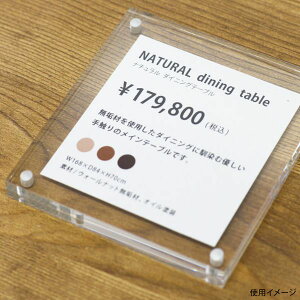 NATURAL dining table
ナチュラル ダイニングテーブル
¥179,800（税込）
無垢材を使用したダイニングに馴染む優しい
手触りのメインテーブルです。
W168×D84×H70cm
素材/ウォールナット無垢材、オイル塗装
使用イメージ